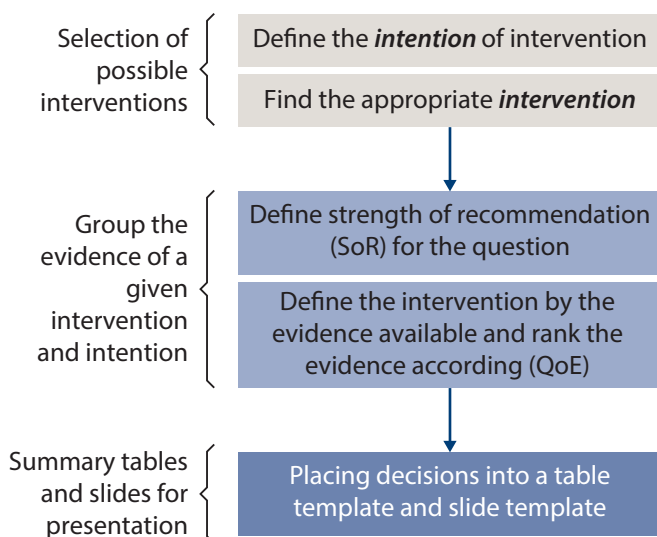 Selection of
possible
interventions
Define the intention of intervention
Find the appropriate intervention
Group the
evidence of a
given
intervention
and intention
Define strength of recommendation
(SoR) for the question
Define the intervention by the
evidence available and rank the
evidence according (QoE)
Summary tables
and slides for
presentation
Placing decisions into a table
template and slide template